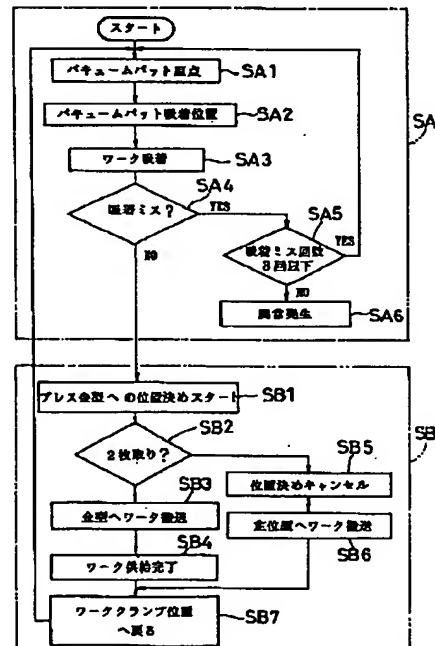 スタート
バキュームパット原点
SA1
バキュームパット吸着位置
SA2
ワーク吸着
SA3
SA
吸着ミス?
SA4
YES
NO
吸着ミス回数
3回以下
SA5
YES
NO
異常発生
SA6
プレス金型への位置決めスタート
SB1
SB
2枚取り?
SB2
SB3
金型へワーク搬送
SB4
ワーク供給完了
SB5
位置決めキャンセル
定位置へワーク搬送
SB6
ワーククランプ位置
へ戻る
SB7